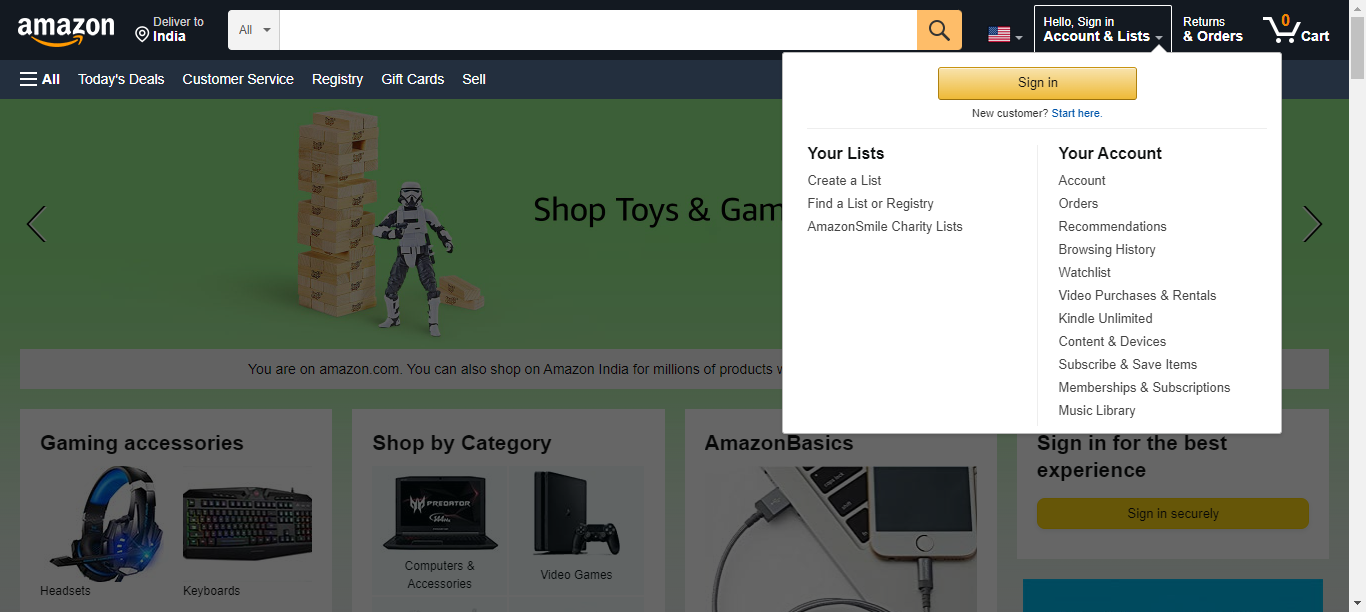 amazon
Deliver to
India
All
Hello, Sign in
Account & Lists
Returns
& Orders
0
Cart
All
Today's Deals
Customer Service
Registry
Gift Cards
Sell
Sign in
New customer? Start here.
Your Lists
Create a List
Find a List or Registry
AmazonSmile Charity Lists
Your Account
Account
Orders
Recommendations
Browsing History
Watchlist
Video Purchases & Rentals
Kindle Unlimited
Content & Devices
Subscribe & Save Items
Memberships & Subscriptions
Music Library
Shop Toys & Gam
You are on amazon.com. You can also shop on Amazon India for millions of products
Gaming accessories
Headsets
Keyboards
Shop by Category
PREDATOR
Computers &
Accessories
Video Games
AmazonBasics
Sign in for the best
experience
Sign in securely